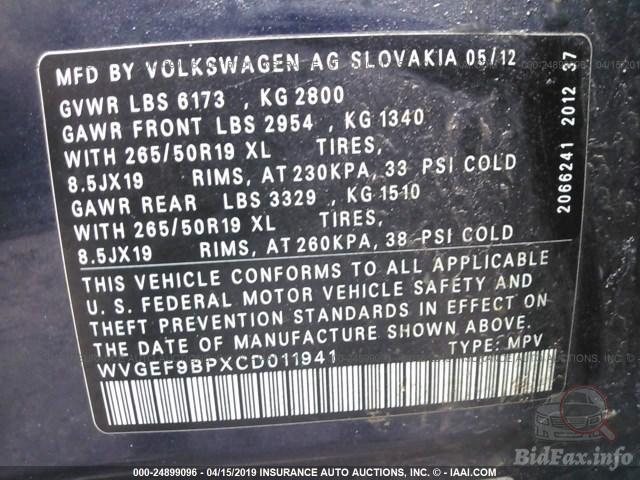 MFD BY VOLKSWAGEN AG SLOVAKIA 05/12
GVWR LBS 6173 , KG 2800
GAWR FRONT LBS 2954 , KG 1340
WITH 265/50R19 XL TIRES,
8.5JX19 RIMS, AT 230KPA, 33 PSI COLD
GAWR REAR LBS 3329 , KG 1510
WITH 265/50R19 XL TIRES,
8.5JX19 RIMS, AT 260KPA, 38 PSI COLD
THIS VEHICLE CONFORMS TO ALL APPLICABLE
U. S. FEDERAL MOTOR VEHICLE SAFETY AND
THEFT PREVENTION STANDARDS IN EFFECT ON
THE DATE OF MANUFACTURE SHOWN ABOVE.
WVGEF9BPXCD011941 TYPE: MPV
2066241 2012 37
BidFax.info
000-24899096 - 04/15/2019 INSURANCE AUTO AUCTIONS, INC. - © IAAI.COM